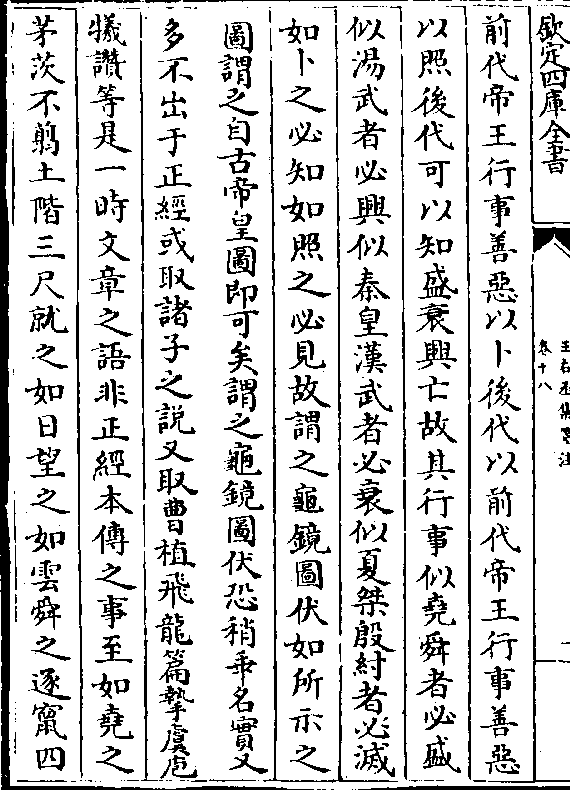 欽定四庫全書
王右丞集箋注
卷十八
前代帝王行事善惡以卜後代以前代帝王行事善惡
以照後代可以知盛衰興亡故其行事似堯舜者必盛
似湯武者必興似秦皇漢武者必衰似夏桀殷紂者必滅
如卜之必知如照之必見故謂之龜鏡圖伏如所示之
圖謂之自古帝皇圖即可矣謂之龜鏡圖伏恐稍乖名實又
多不出于正經或取諸子之說又取曹植飛龍篇摯虞庖
犧讚等是一時文章之語非正經本傳之事至如堯之
茅茨不翦土階三尺就之如日望之如雲舜之逐竄四